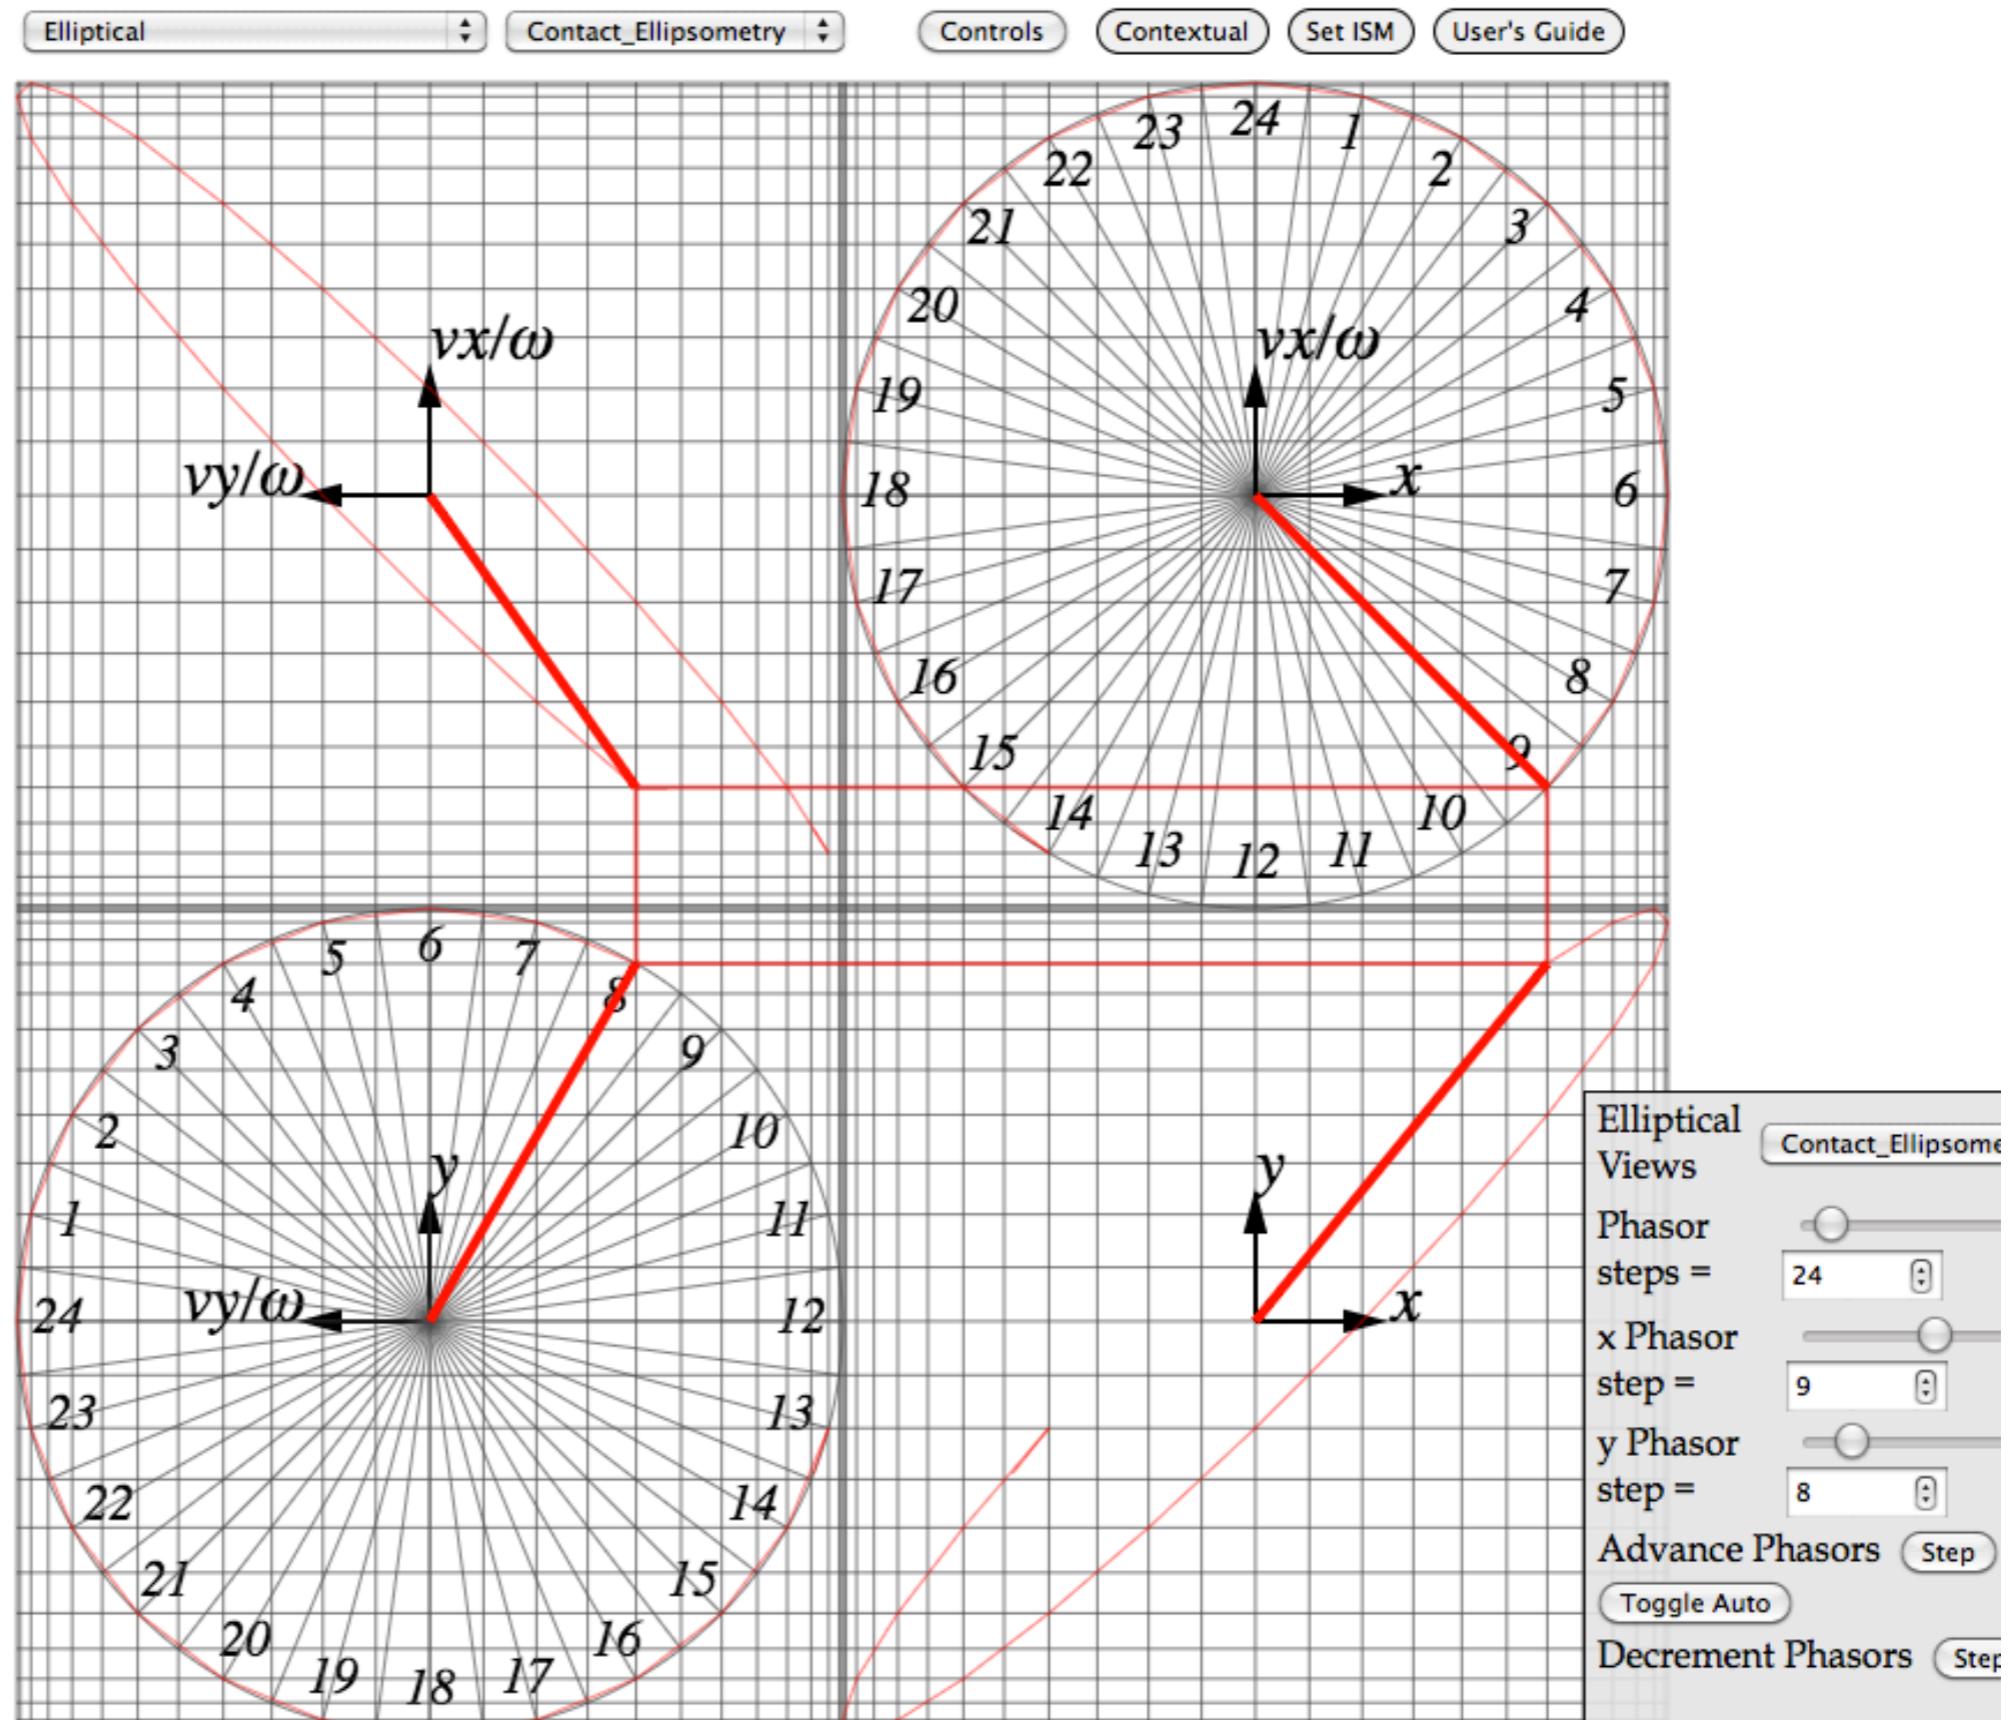 Elliptical Contact_Ellipsometry Controls Contextual Set ISM User's Guide
24
23 1
22 2
21 3
20 4
vx/ω vx/ω
19 5
vy/ω x
18 6
17 7
16 8
15 9
14 10
13 12 11
6
5 7
4 8
3 9
2 10
y y
1 11
vy/ω x
24 12
23 13
22 14
21 15
20 16
19 18 17
Elliptical
Views Contact_Ellipsome
Phasor
steps = 24
x Phasor
step = 9
y Phasor
step = 8
Advance Phasors Step
Toggle Auto
Decrement Phasors Step